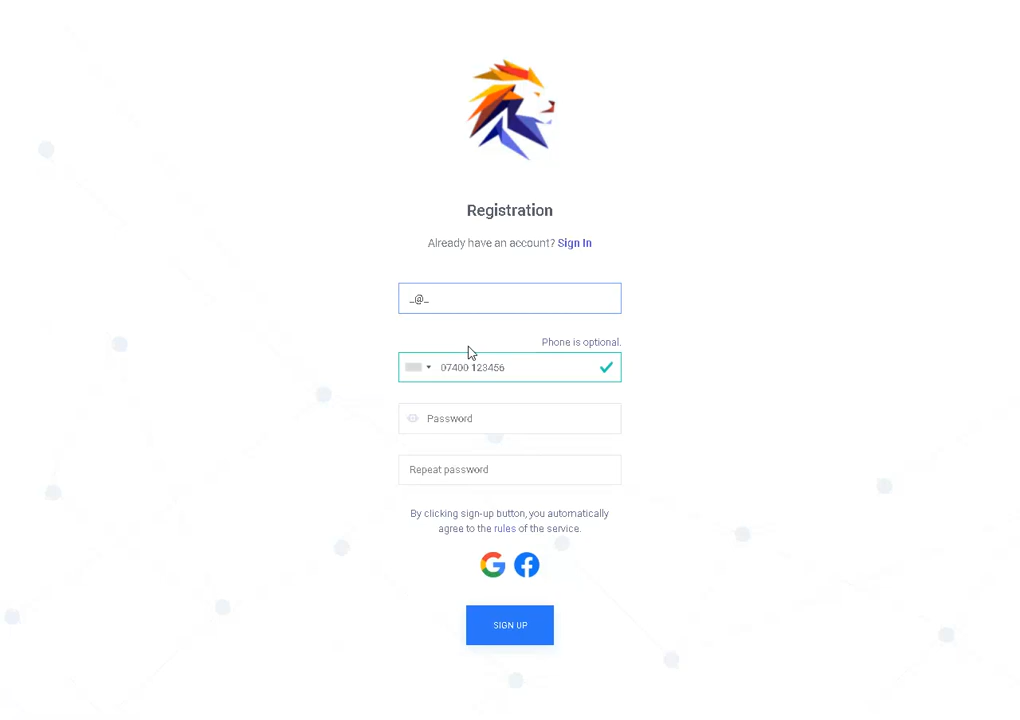 Registration
Already have an account? Sign In
_@_
Phone is optional.
07400 123456
Password
Repeat password
By clicking sign-up button, you automatically
agree to the rules of the service.
SIGN UP